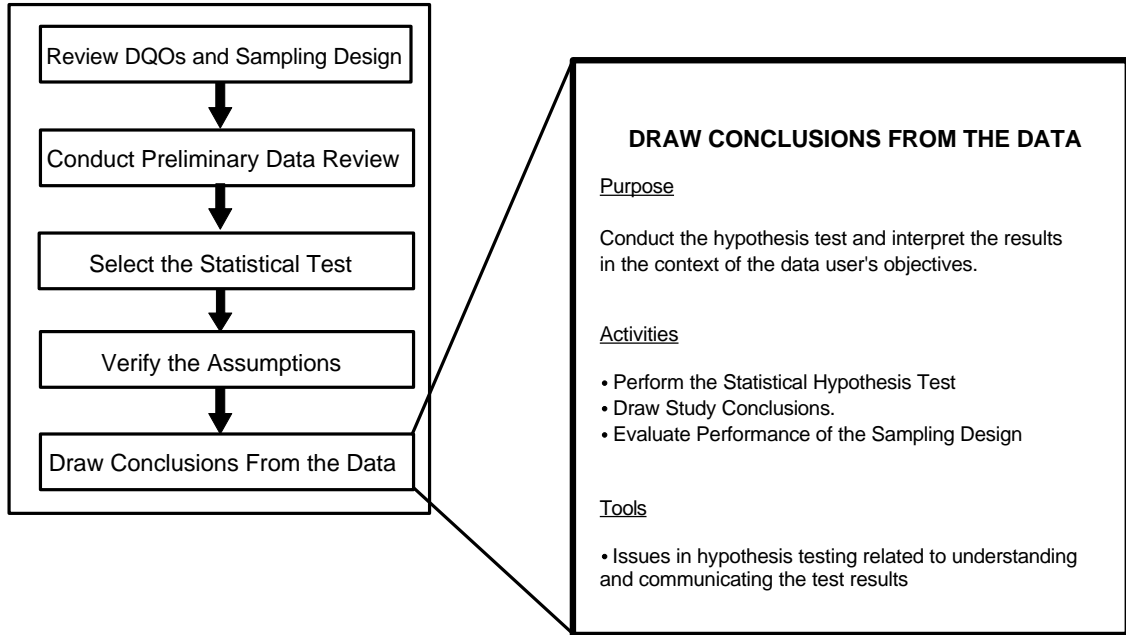 Review DQOs and Sampling Design
Conduct Preliminary Data Review
Select the Statistical Test
Verify the Assumptions
Draw Conclusions From the Data
DRAW CONCLUSIONS FROM THE DATA
Purpose
Conduct the hypothesis test and interpret the results
in the context of the data user's objectives.
Activities
• Perform the Statistical Hypothesis Test
• Draw Study Conclusions.
• Evaluate Performance of the Sampling Design
Tools
• Issues in hypothesis testing related to understanding
and communicating the test results